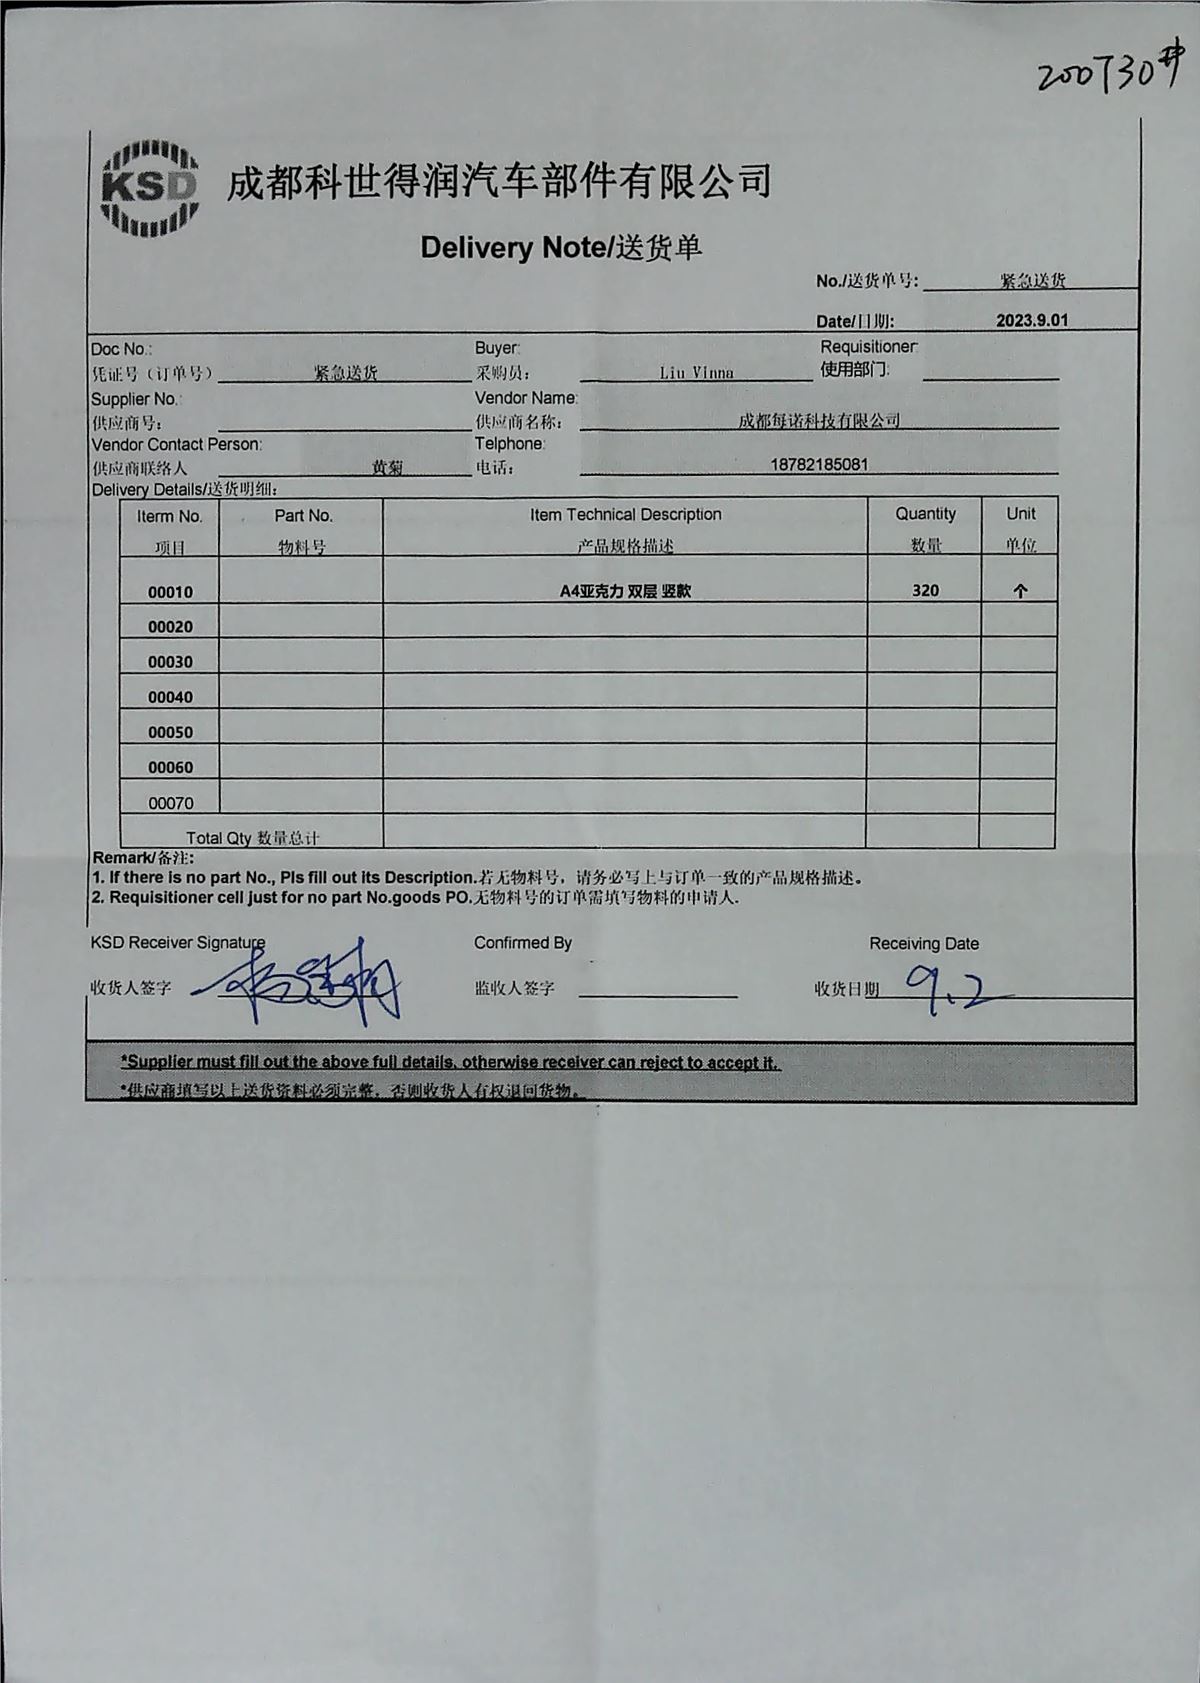 200730#
KSD 成都科世得润汽车部件有限公司
Delivery Note/送货单
No./送货单号: 紧急送货
Date/日期: 2023.9.01
Doc No.: Buyer: Requisitioner:
凭证号（订单号） 紧急送货 采购员： Liu Vinna 使用部门:
Supplier No.: Vendor Name:
供应商号： 供应商名称： 成都每诺科技有限公司
Vendor Contact Person: Telphone:
供应商联络人 黄菊 电话： 18782185081
Delivery Details/送货明细：
Iterm No. Part No. Item Technical Description Quantity Unit
项目 物料号 产品规格描述 数量 单位
00010 A4亚克力 双层 竖款 320 个
00020
00030
00040
00050
00060
00070
Total Qty 数量总计
Remark/备注:
1. If there is no part No., Pls fill out its Description.若无物料号，请务必写上与订单一致的产品规格描述。
2. Requisitioner cell just for no part No.goods PO.无物料号的订单需填写物料的申请人.
KSD Receiver Signature Confirmed By Receiving Date
收货人签字 监收人签字 收货日期 9.2
*Supplier must fill out the above full details, otherwise receiver can reject to accept it.
*供应商填写以上送货资料必须完整，否则收货人有权退回货物。